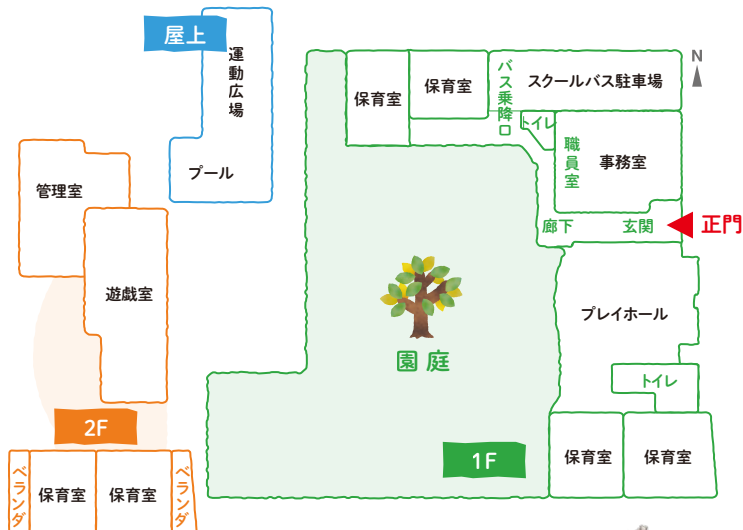 屋上
運動広場
プール
管理室
遊戯室
2F
ベランダ
保育室
保育室
ベランダ
保育室
保育室
バス乗降口
スクールバス駐車場
N
トイレ
職員室
事務室
廊下
玄関
正門
プレイホール
園庭
トイレ
1F
保育室
保育室